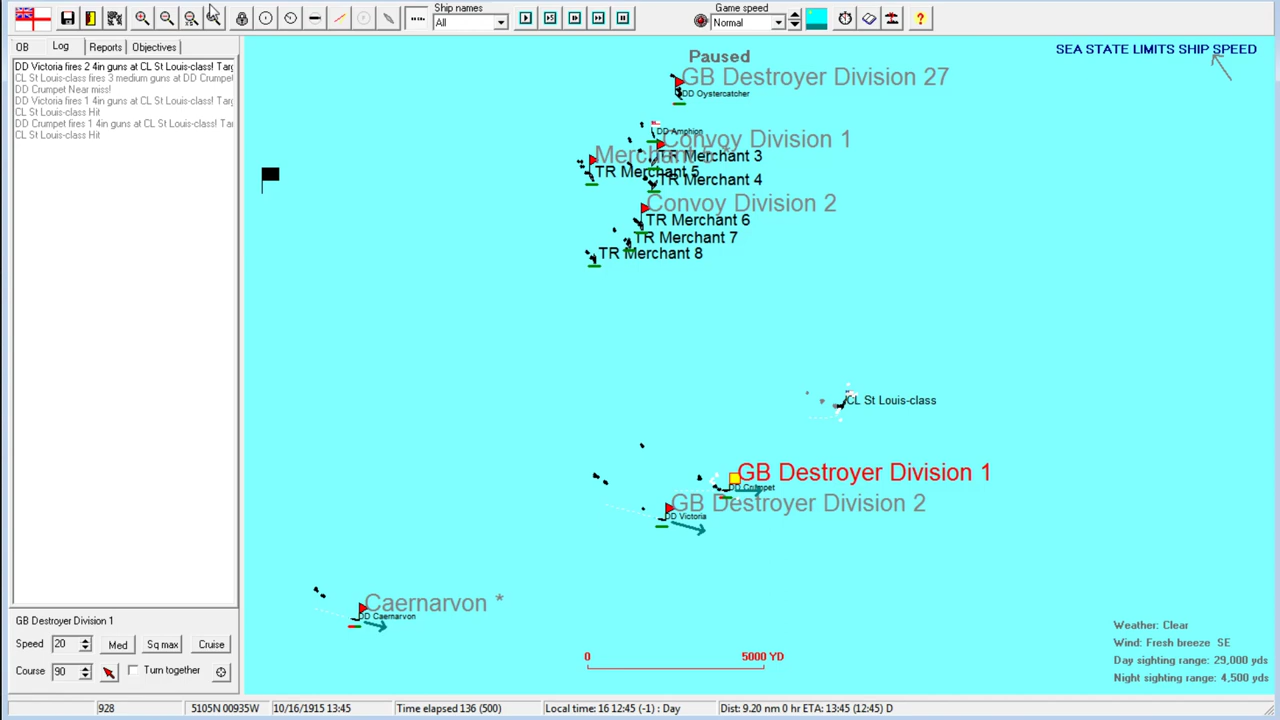 Ship names
All
Game speed
Normal
OB
Log
Reports
Objectives
DD Victoria fires 2 4in guns at CL St Louis-class! Targ
CL St Louis-class fires 3 medium guns at DD Crumpet
DD Crumpet Near miss!
DD Victoria fires 1 4in guns at CL St Louis-class! Tar
CL St Louis-class Hit
DD Crumpet fires 1 4in guns at CL St Louis-class! Tar
CL St Louis-class Hit
SEA STATE LIMITS SHIP SPEED
Paused
GB Destroyer Division 27
DD Oystercatcher
DD Amphion
Convoy Division 1
Merchant 5 *
TR Merchant 3
TR Merchant 5
TR Merchant 4
Convoy Division 2
TR Merchant 6
TR Merchant 7
TR Merchant 8
CL St Louis-class
GB Destroyer Division 1
DD Crumpet
GB Destroyer Division 2
DD Victoria
Caernarvon *
DD Caernarvon
0 5000 YD
Weather: Clear
Wind: Fresh breeze SE
Day sighting range: 29,000 yds
Night sighting range: 4,500 yds
GB Destroyer Division 1
Speed 20 Med Sq max Cruise
Course 90 Turn together
928 5105N 00935W 10/16/1915 13:45 Time elapsed 136 (500) Local time: 16 12:45 (-1) : Day Dist: 9.20 nm 0 hr ETA: 13:45 (12:45) D